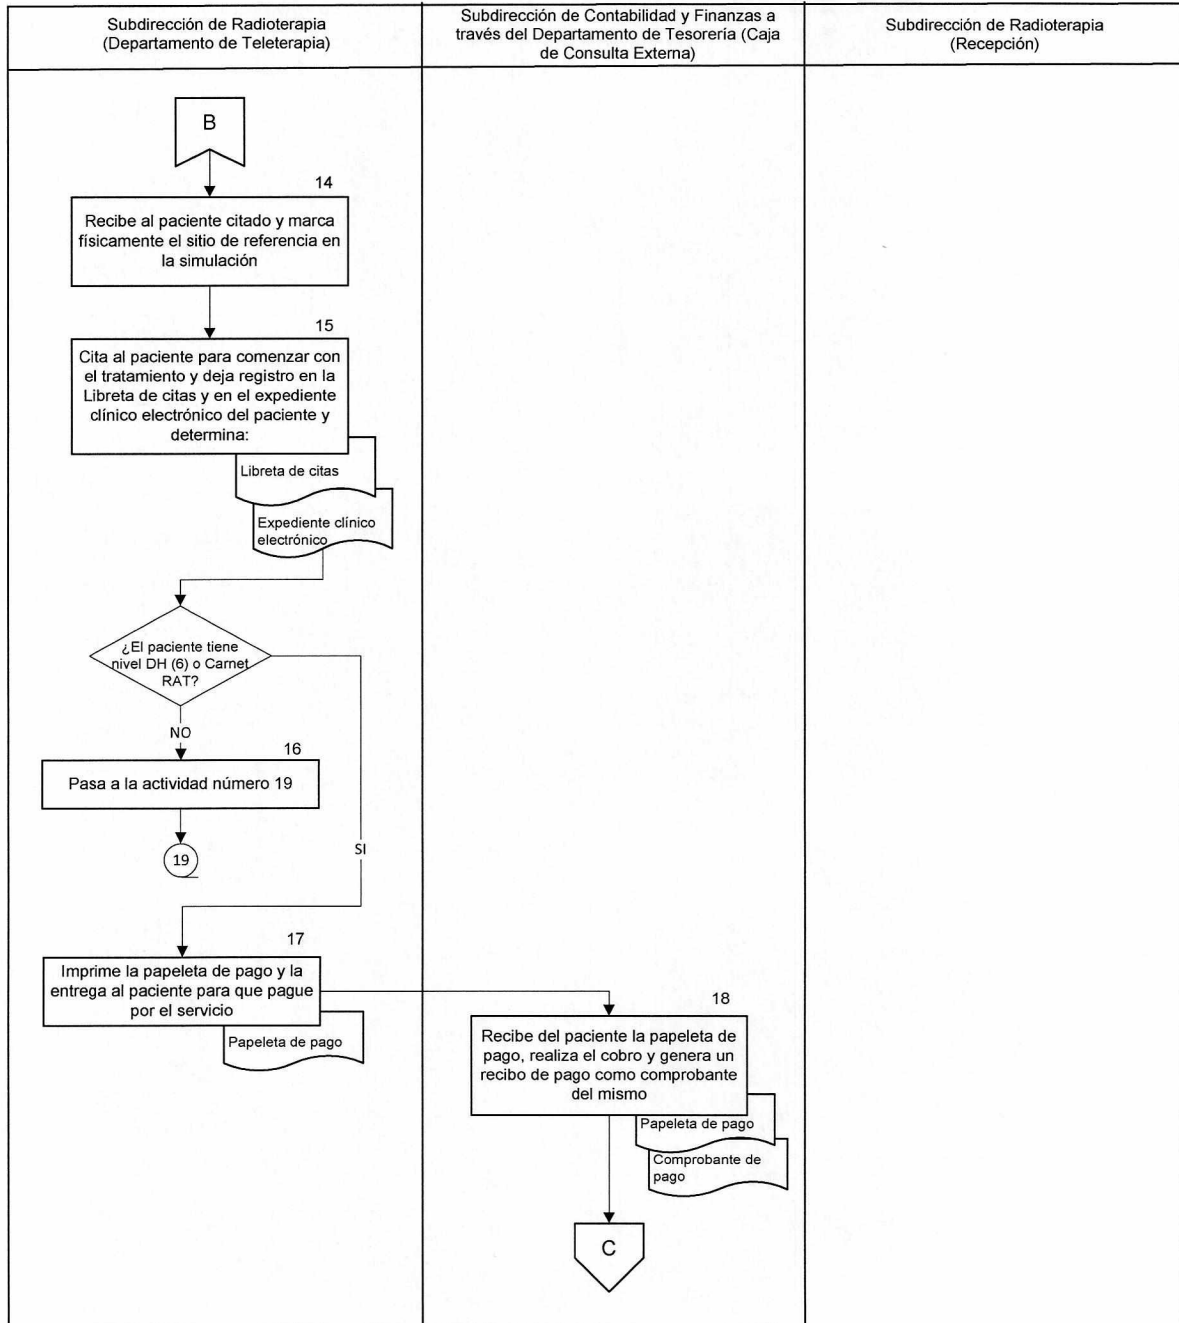 Subdirección de Radioterapia
(Departamento de Teleterapia)
Subdirección de Contabilidad y Finanzas a
través del Departamento de Tesorería (Caja
de Consulta Externa)
Subdirección de Radioterapia
(Recepción)
B
14
Recibe al paciente citado y marca
físicamente el sitio de referencia en
la simulación
15
Cita al paciente para comenzar con
el tratamiento y deja registro en la
Libreta de citas y en el expediente
clínico electrónico del paciente y
determina:
Libreta de citas
Expediente clínico
electrónico
¿El paciente tiene
nivel DH (6) o Carnet
RAT?
NO
16
Pasa a la actividad número 19
19
SI
17
Imprime la papeleta de pago y la
entrega al paciente para que pague
por el servicio
Papeleta de pago
18
Recibe del paciente la papeleta de
pago, realiza el cobro y genera un
recibo de pago como comprobante
del mismo
Papeleta de pago
Comprobante de
pago
C